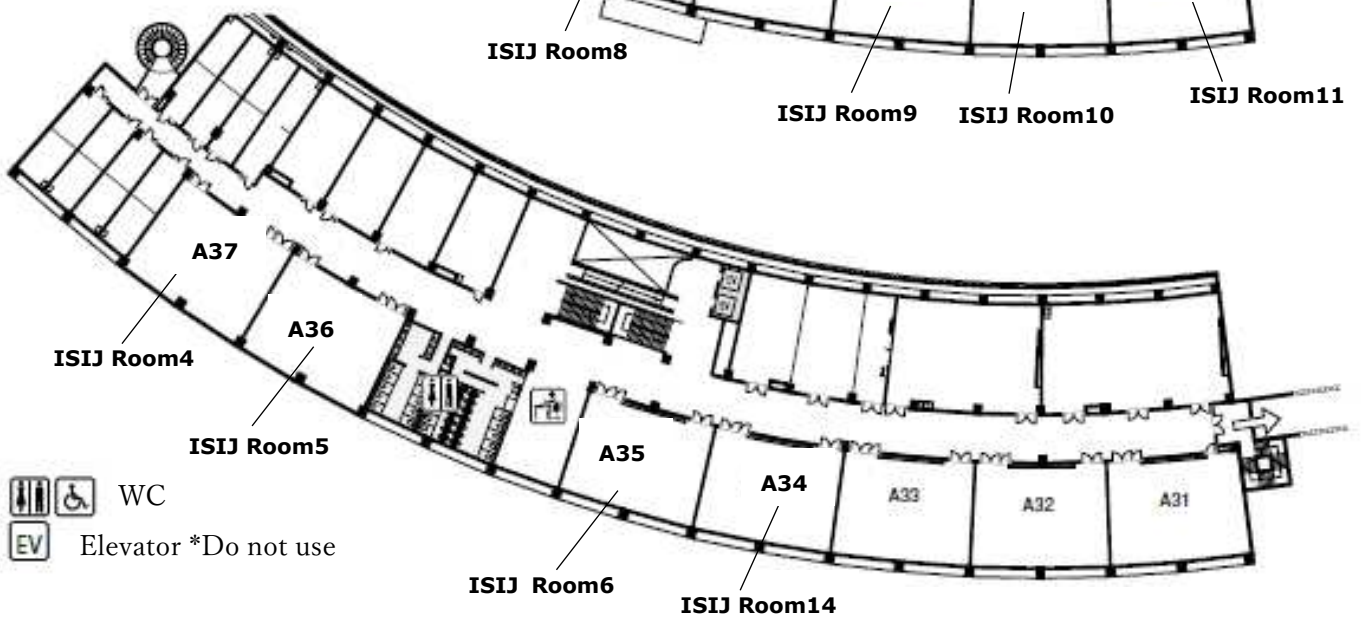 ISIJ Room8
ISIJ Room9
ISIJ Room10
ISIJ Room11
A37
A36
ISIJ Room4
ISIJ Room5
A35
A34
A33
A32
A31
WC
EV
Elevator *Do not use
ISIJ Room6
ISIJ Room14